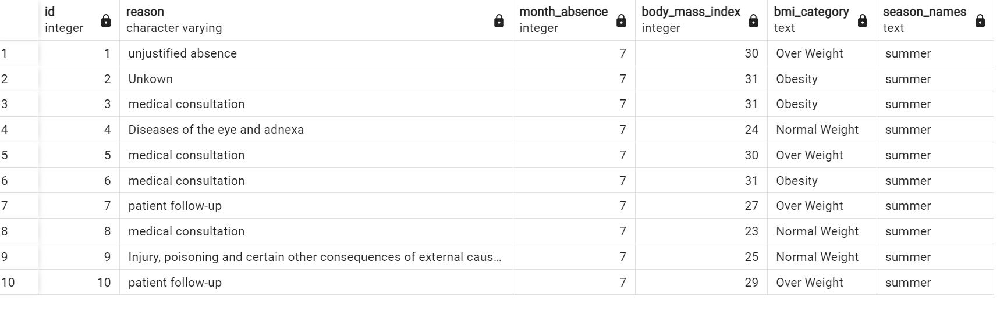 id reason month_absence body_mass_index bmi_category season_names
integer character varying integer integer text text
1 1 unjustified absence 7 30 Over Weight summer
2 2 Unkown 7 31 Obesity summer
3 3 medical consultation 7 31 Obesity summer
4 4 Diseases of the eye and adnexa 7 24 Normal Weight summer
5 5 medical consultation 7 30 Over Weight summer
6 6 medical consultation 7 31 Obesity summer
7 7 patient follow-up 7 27 Over Weight summer
8 8 medical consultation 7 23 Normal Weight summer
9 9 Injury, poisoning and certain other consequences of external caus... 7 25 Normal Weight summer
10 10 patient follow-up 7 29 Over Weight summer